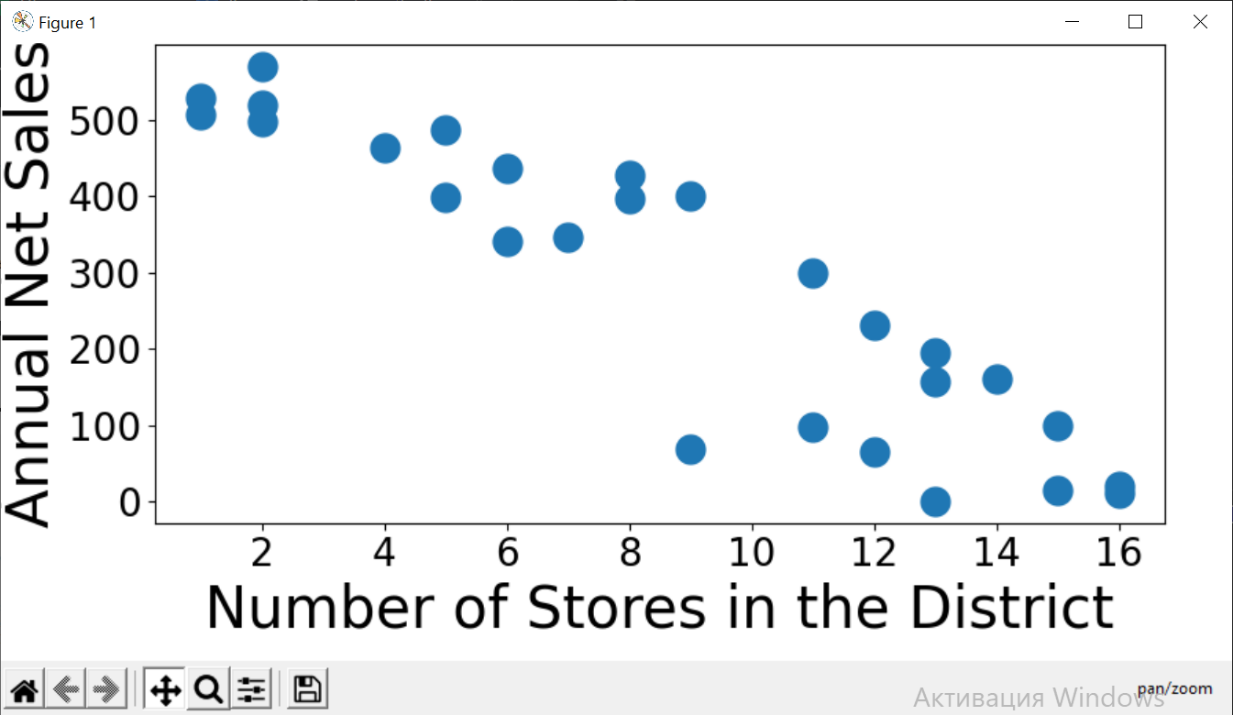 Figure 1
Annual Net Sales
500
400
300
200
100
0
2 4 6 8 10 12 14 16
Number of Stores in the District
Активация Windows
pan/zoom